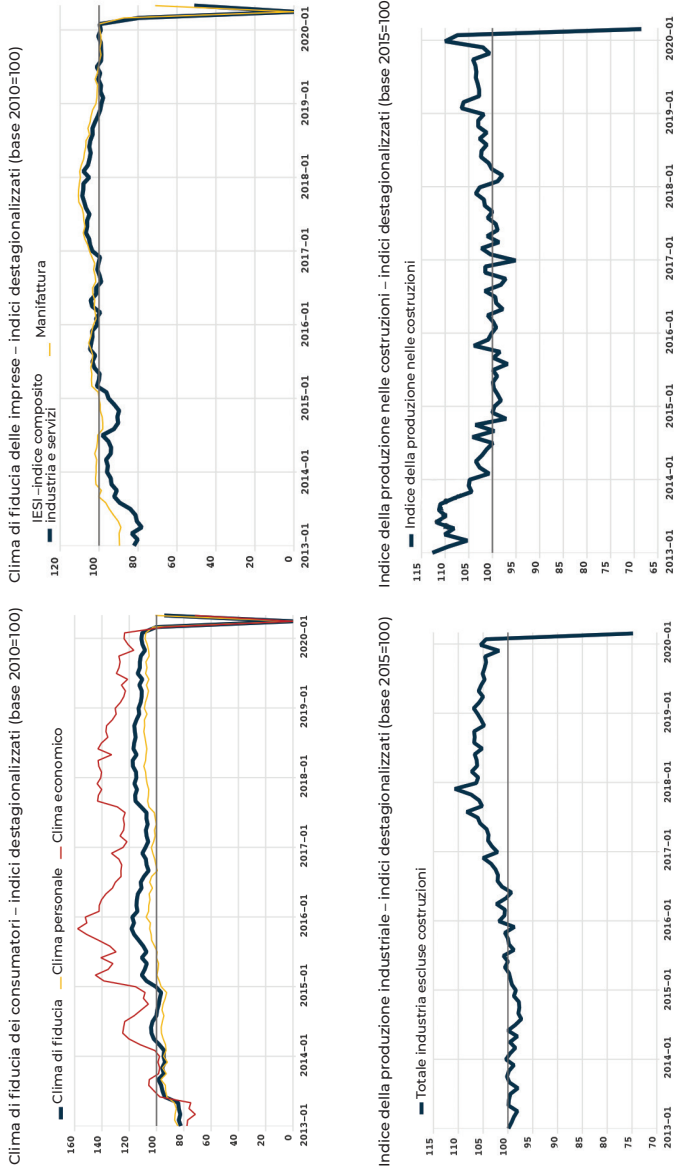 Clima di fiducia dei consumatori – indici destagionalizzati (base 2010=100)
Clima di fiducia Clima personale Clima economico
160
140
120
100
80
60
40
20
0
2013-01 2014-01 2015-01 2016-01 2017-01 2018-01 2019-01 2020-01
Clima di fiducia delle imprese – indici destagionalizzati (base 2010=100)
IESI –indice composito
industria e servizi
Manifattura
120
100
80
60
40
20
0
2013-01 2014-01 2015-01 2016-01 2017-01 2018-01 2019-01 2020-01
Indice della produzione industriale – indici destagionalizzati (base 2015=100)
Totale industria escluse costruzioni
115
110
105
100
95
90
85
80
75
70
2013-01 2014-01 2015-01 2016-01 2017-01 2018-01 2019-01 2020-01
Indice della produzione nelle costruzioni – indici destagionalizzati (base 2015=100
Indice della produzione nelle costruzioni
115
110
105
100
95
90
85
80
75
70
65
2013-01 2014-01 2015-01 2016-01 2017-01 2018-01 2019-01 2020-01